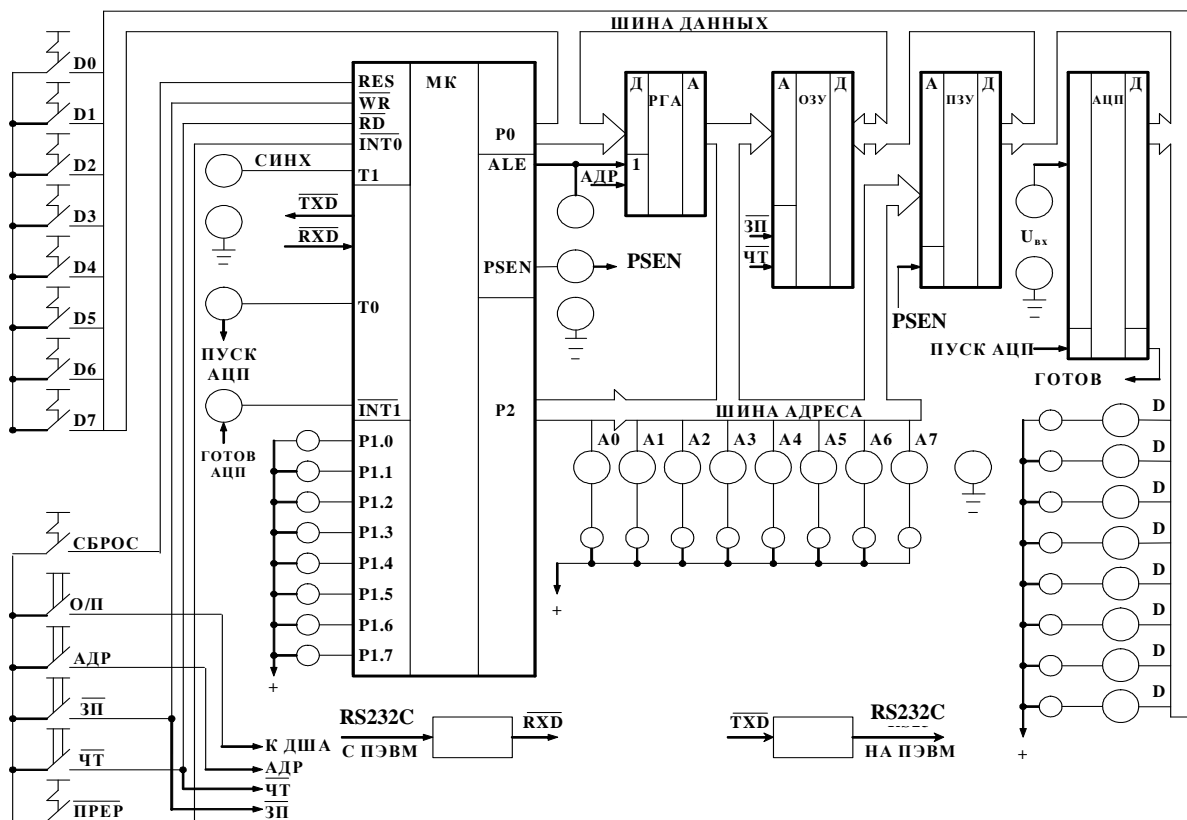 ШИНА ДАННЫХ
D0
D1
D2
D3
D4
D5
D6
D7
СБРОС
О/П
АДР
ЗП
ЧТ
ПРЕР
К ДША
АДР
ЧТ
ЗП
СИНХ
TXD
RXD
ПУСК
АЦП
ГОТОВ
АЦП
RES
WR
RD
INT0
T1
T0
INT1
P1.0
P1.1
P1.2
P1.3
P1.4
P1.5
P1.6
P1.7
+
МК
P0
ALE
PSEN
P2
PSEN
АДР
Д
РГА
А
1
А
ОЗУ
Д
ЗП
ЧТ
А
ПЗУ
Д
PSEN
АЦП
Д
Uвх
ПУСК АЦП
ГОТОВ
ШИНА АДРЕСА
A0
A1
A2
A3
A4
A5
A6
A7
+
D
D
D
D
D
D
D
D
+
RS232C
С ПЭВМ
RXD
TXD
RS232C
НА ПЭВМ